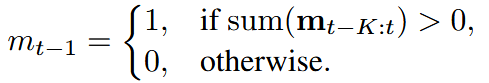 m_{t−1} = { 1, if sum(𝐦_{t−K:t}) > 0,
0, otherwise.